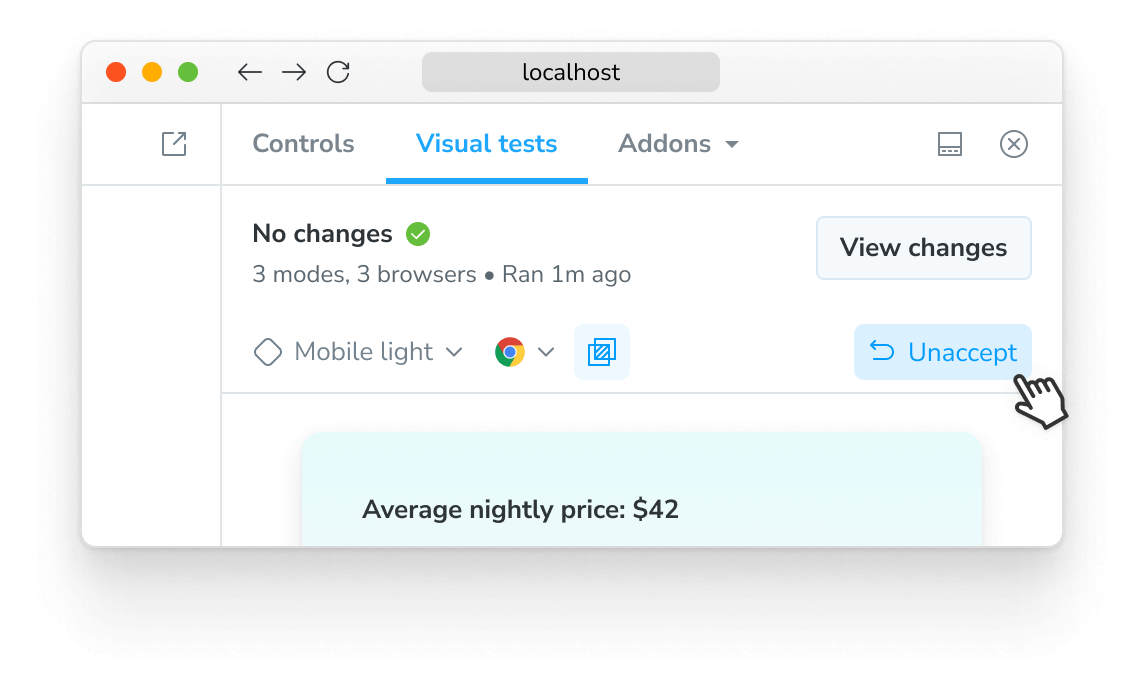 localhost
Controls
Visual tests
Addons
No changes
View changes
3 modes, 3 browsers • Ran 1m ago
Mobile light
Unaccept
Average nightly price: $42